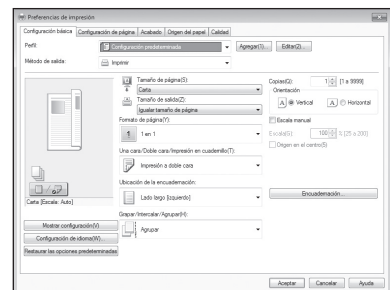 Preferencias de impresión
Configuración básica Configuración de página Acabado Origen del papel Calidad
Perfil: Configuración predeterminada Agregar(1)... Editar(2)...
Método de salida: Imprimir
Tamaño de página(S): Copias(Q): 1 [1 a 9999]
Carta Orientación
Tamaño de salida(Z): A Vertical A Horizontal
Igualar tamaño de página
Formato de página(Y): Escala manual
1 1 en 1 Escala(G): 100 % [25 a 200]
Origen en el centro(5)
Una cara/Doble cara/Impresión en cuadernillo(T):
Impresión a doble cara
Ubicación de la encuadernación:
Lado largo [izquierdo] Encuadernación...
Carta [Escala: Auto]
Grapar/Intercalar/Agrupar(H):
Mostrar configuración(V) Agrupar
Configuración de idioma(W)...
Restaurar las opciones predeterminadas
Aceptar Cancelar Ayuda